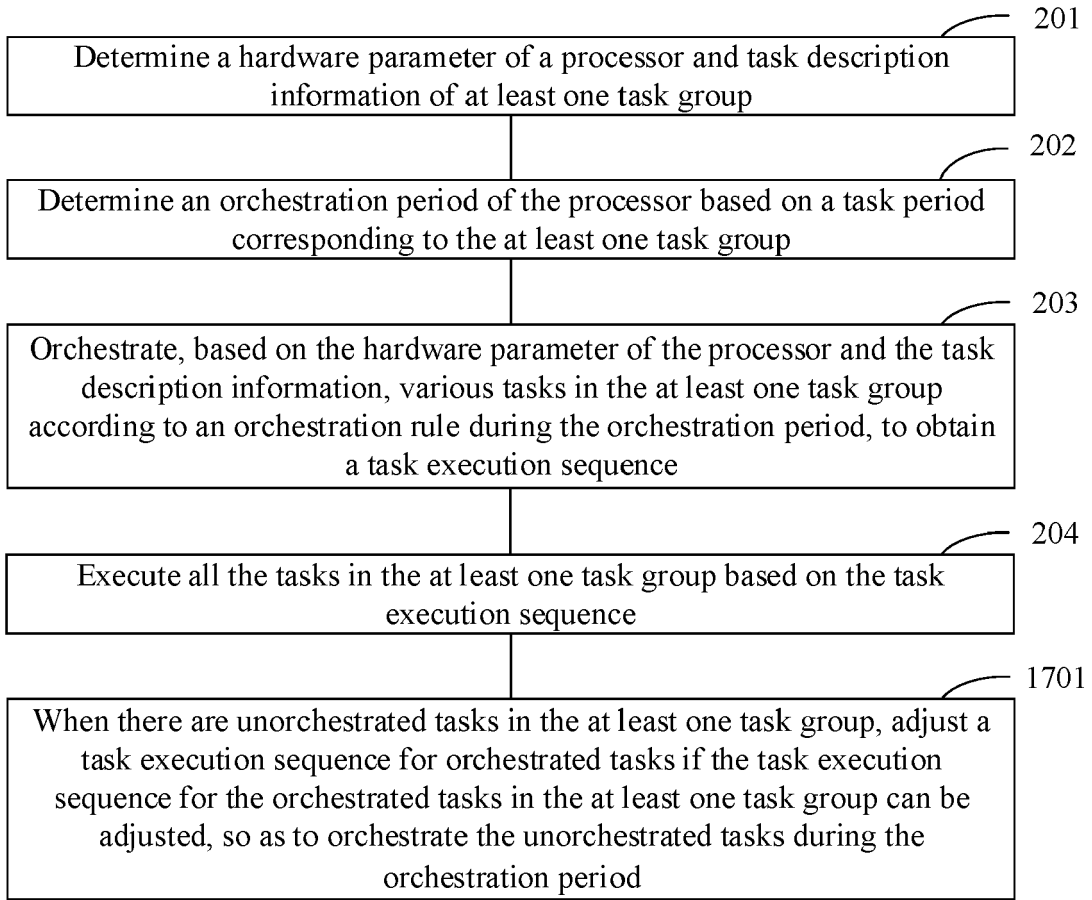 201
Determine a hardware parameter of a processor and task description
information of at least one task group
202
Determine an orchestration period of the processor based on a task period
corresponding to the at least one task group
203
Orchestrate, based on the hardware parameter of the processor and the task
description information, various tasks in the at least one task group
according to an orchestration rule during the orchestration period, to obtain
a task execution sequence
204
Execute all the tasks in the at least one task group based on the task
execution sequence
1701
When there are unorchestrated tasks in the at least one task group, adjust a
task execution sequence for orchestrated tasks if the task execution
sequence for the orchestrated tasks in the at least one task group can be
adjusted, so as to orchestrate the unorchestrated tasks during the
orchestration period